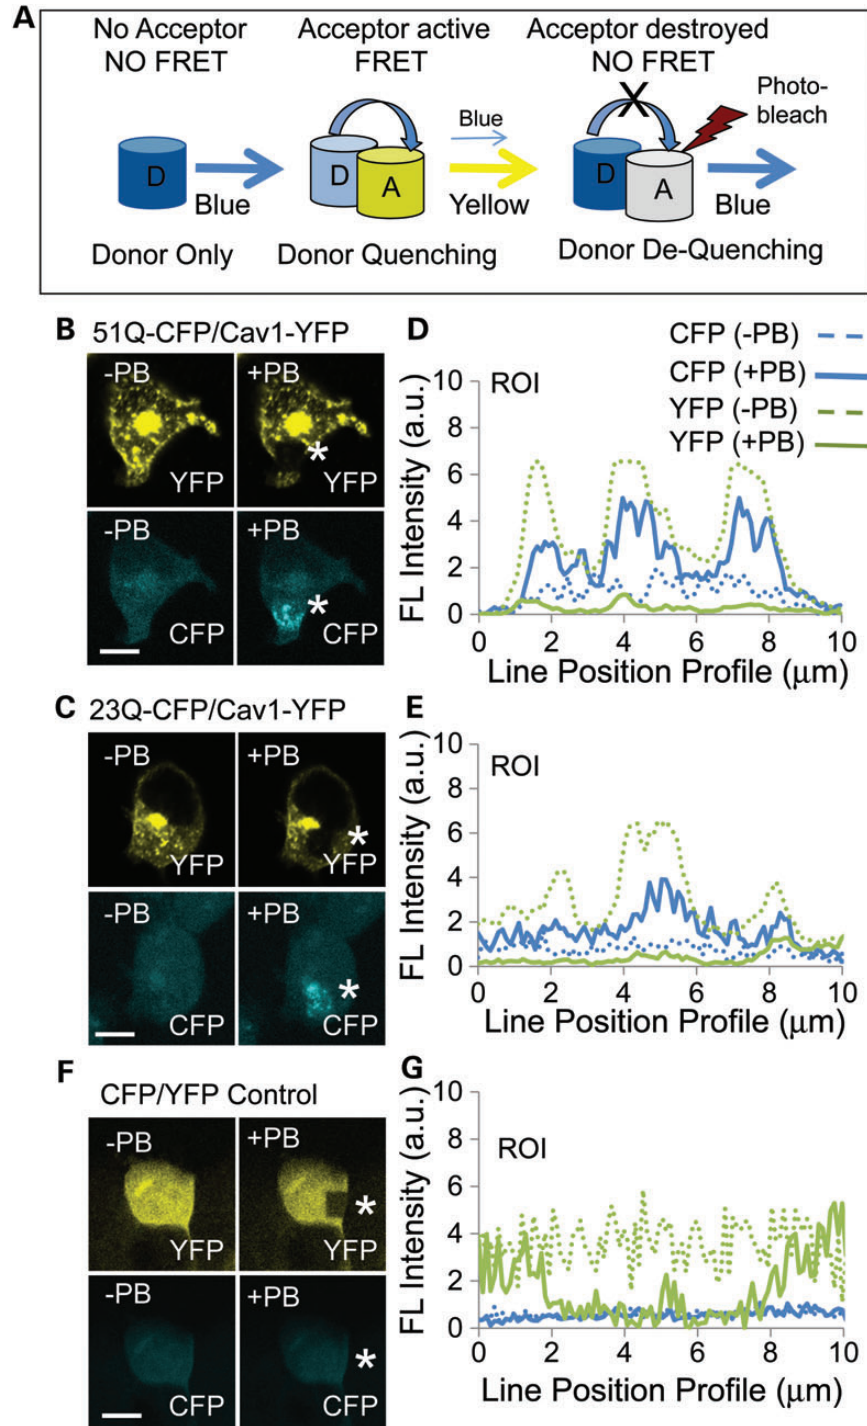 A
No Acceptor
NO FRET
Acceptor active
FRET
Acceptor destroyed
NO FRET
Photo-
bleach
D
Blue
D
A
Blue
Yellow
X
D
A
Blue
Donor Only
Donor Quenching
Donor De-Quenching
B
51Q-CFP/Cav1-YFP
-PB
YFP
+PB
*
YFP
-PB
CFP
+PB
*
CFP
D
CFP (-PB)
CFP (+PB)
YFP (-PB)
YFP (+PB)
ROI
FL Intensity (a.u.)
10
8
6
4
2
0
0 2 4 6 8 10
Line Position Profile (μm)
C
23Q-CFP/Cav1-YFP
-PB
YFP
+PB
*
YFP
-PB
CFP
+PB
*
CFP
E
ROI
FL Intensity (a.u.)
10
8
6
4
2
0
0 2 4 6 8 10
Line Position Profile (μm)
F
CFP/YFP Control
-PB
YFP
+PB
*
YFP
-PB
CFP
+PB
*
CFP
G
ROI
FL Intensity (a.u.)
10
8
6
4
2
0
0 2 4 6 8 10
Line Position Profile (μm)